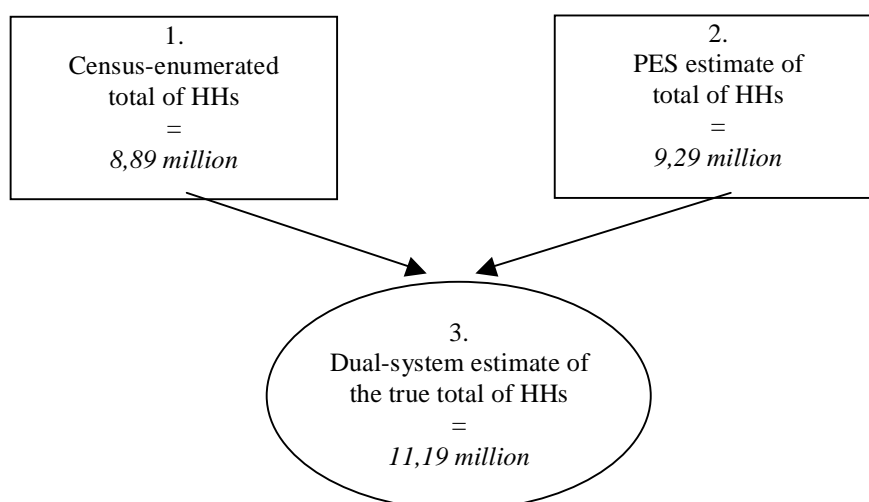 1.
Census-enumerated
total of HHs
=
8,89 million
2.
PES estimate of
total of HHs
=
9,29 million
3.
Dual-system estimate of
the true total of HHs
=
11,19 million